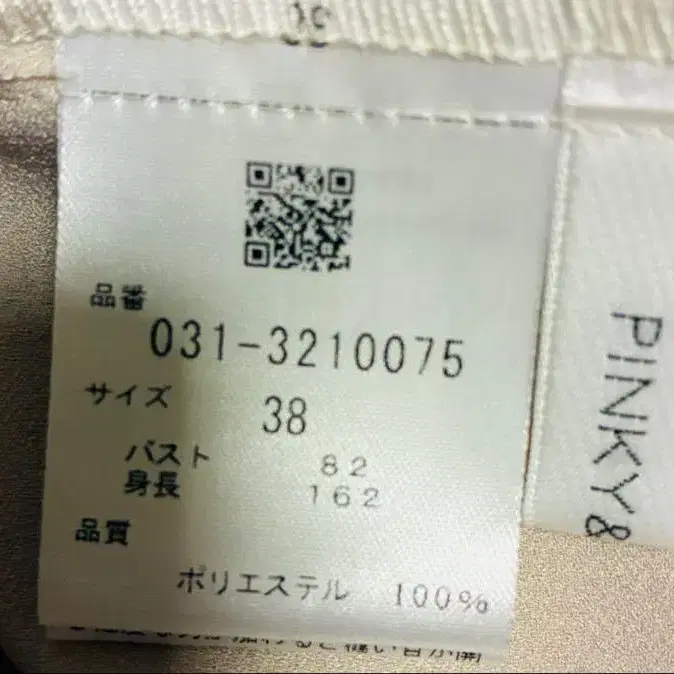 38
品番
031-3210075
サイズ
38
バスト 82
身長 162
品質
ポリエステル 100%
PINKY&